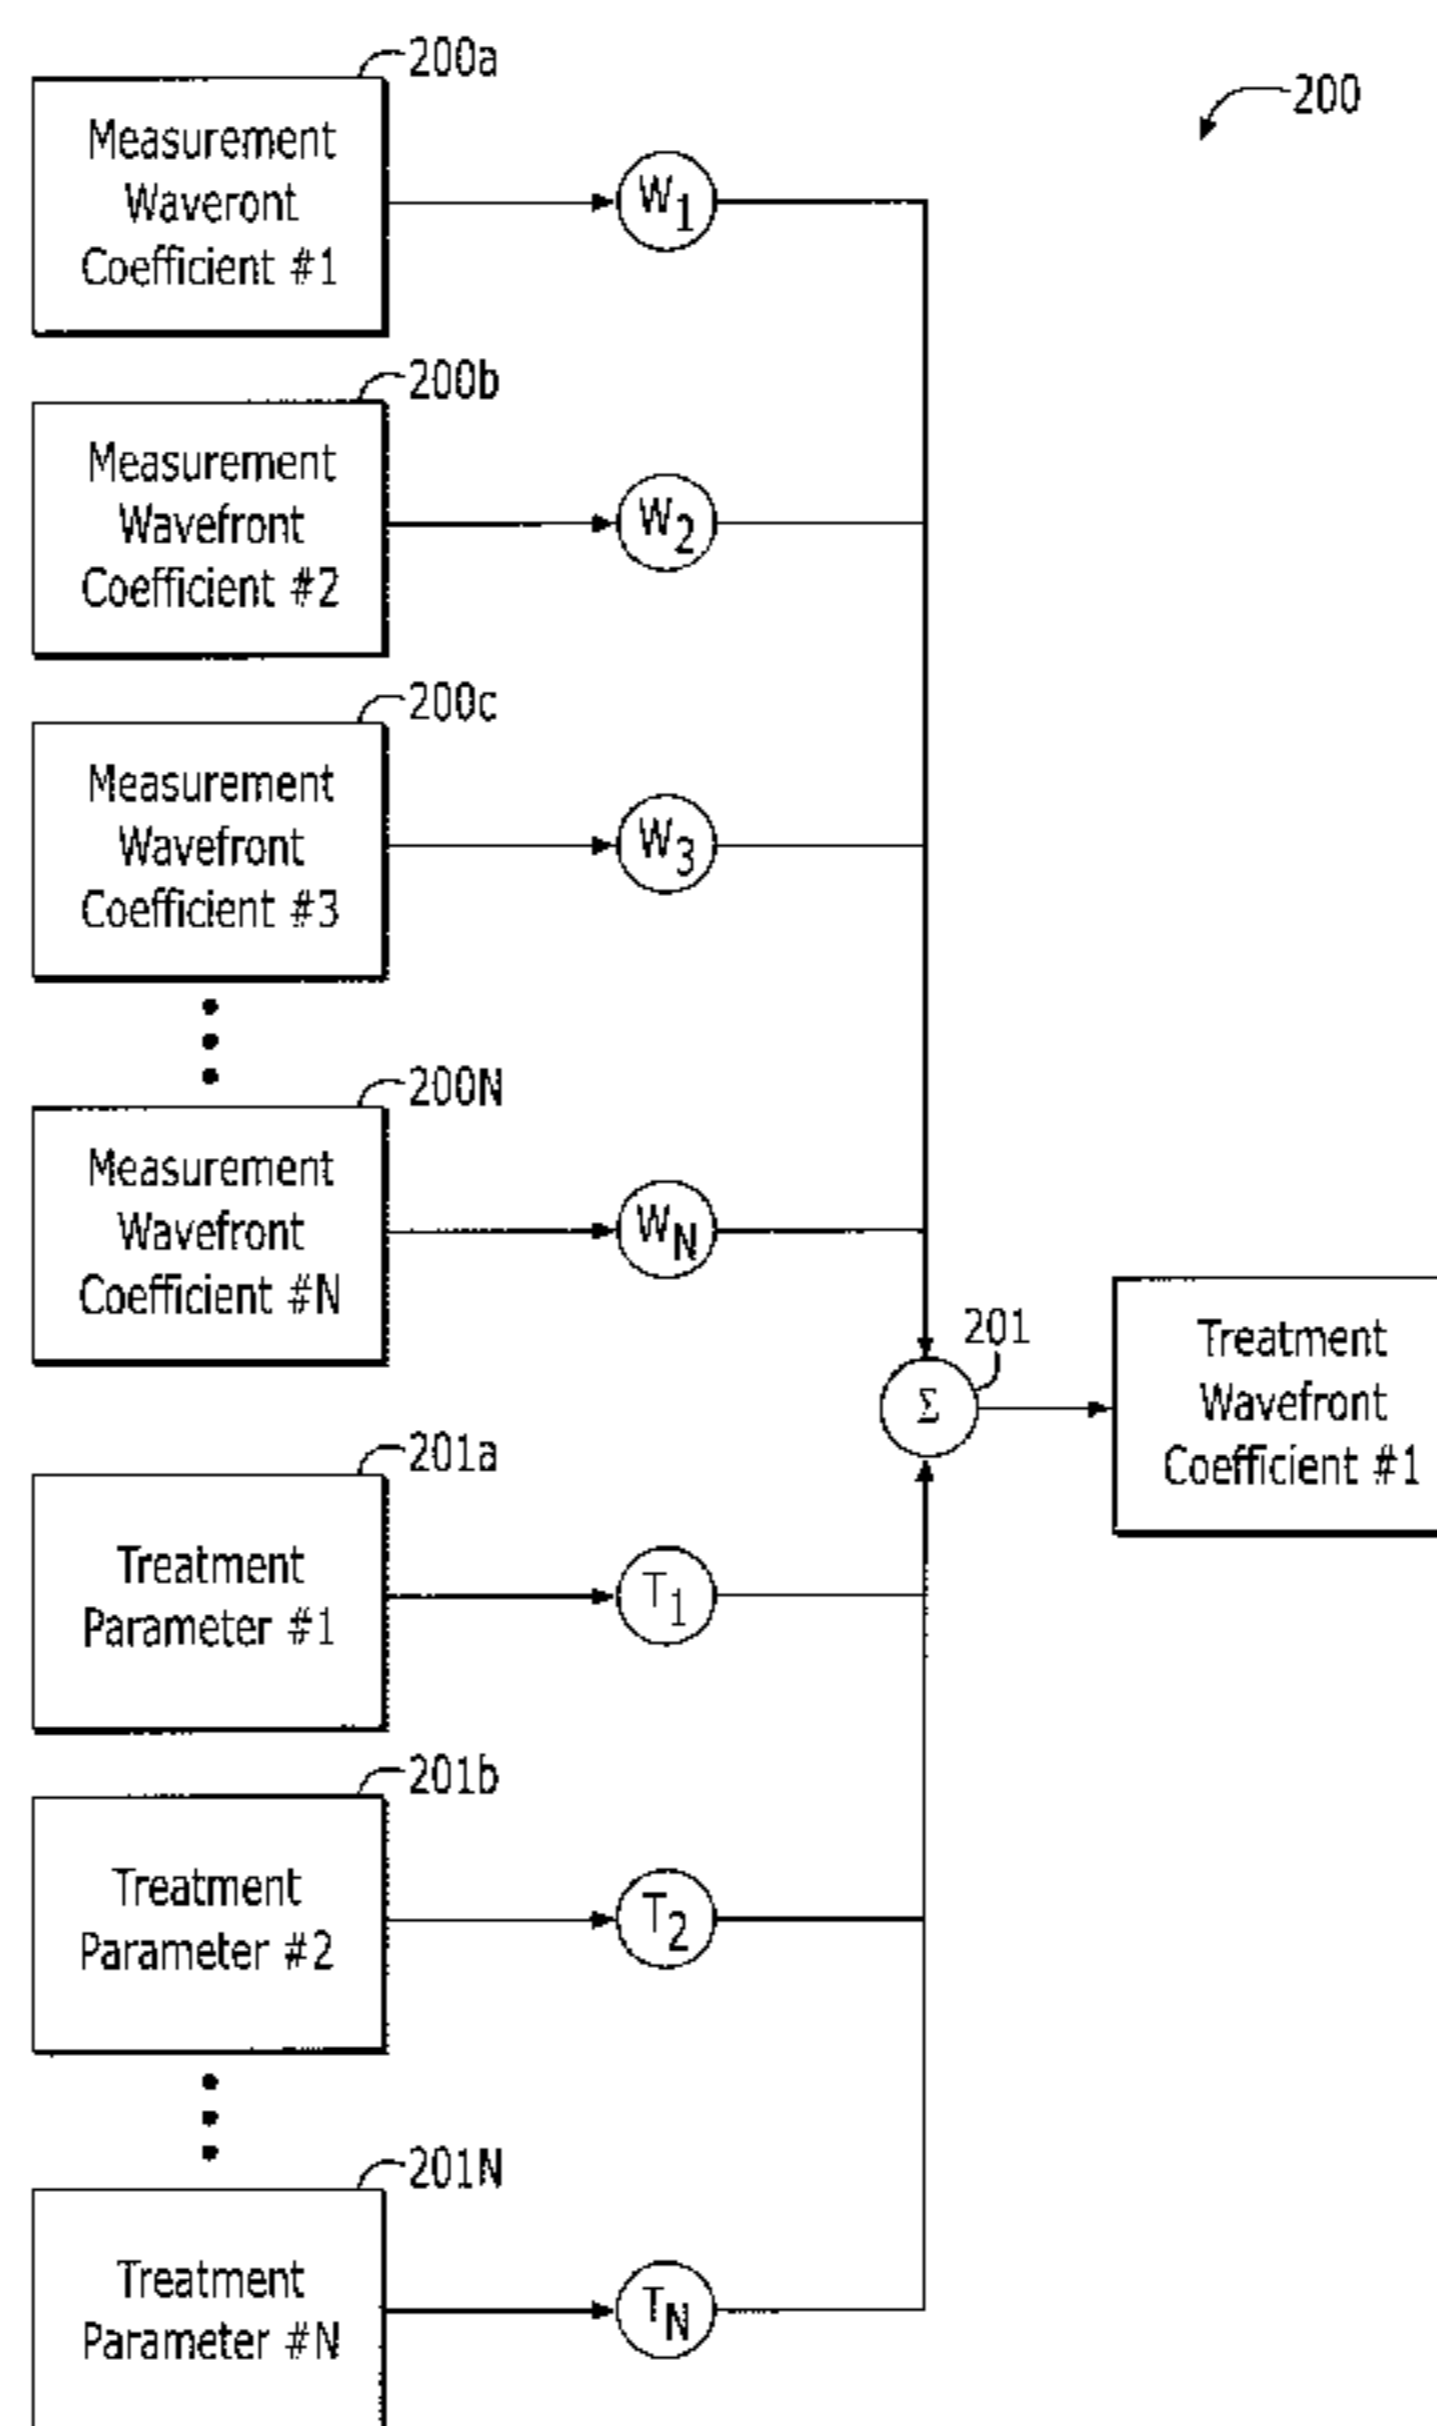 200a
200
Measurement
Waveront
Coefficient #1
W1
200b
Measurement
Wavefront
Coefficient #2
W2
200c
Measurement
Wavefront
Coefficient #3
W3
200N
Measurement
Wavefront
Coefficient #N
WN
201
Σ
Treatment
Wavefront
Coefficient #1
201a
Treatment
Parameter #1
T1
201b
Treatment
Parameter #2
T2
201N
Treatment
Parameter #N
TN